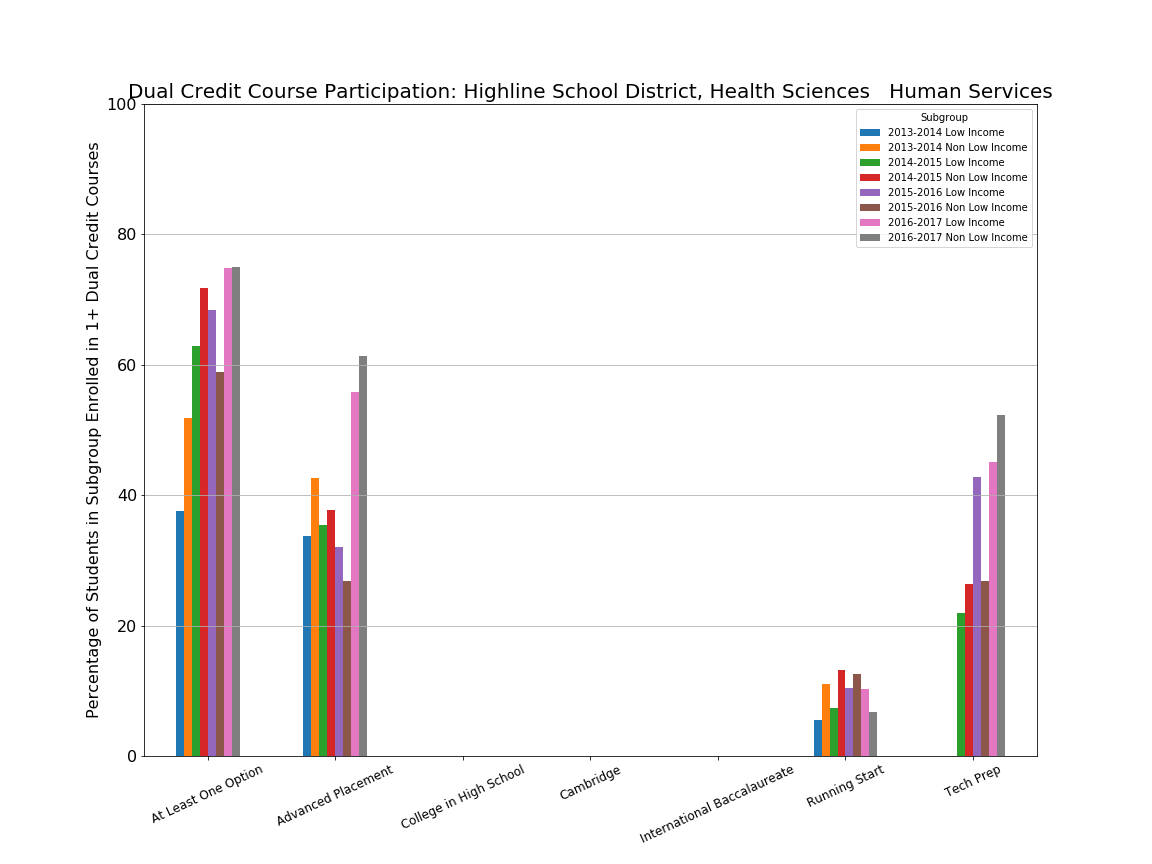 Dual Credit Course Participation: Highline School District, Health Sciences   Human Services
Percentage of Students in Subgroup Enrolled in 1+ Dual Credit Courses
100
80
60
40
20
0
Subgroup
2013-2014 Low Income
2013-2014 Non Low Income
2014-2015 Low Income
2014-2015 Non Low Income
2015-2016 Low Income
2015-2016 Non Low Income
2016-2017 Low Income
2016-2017 Non Low Income
At Least One Option
Advanced Placement
College in High School
Cambridge
International Baccalaureate
Running Start
Tech Prep